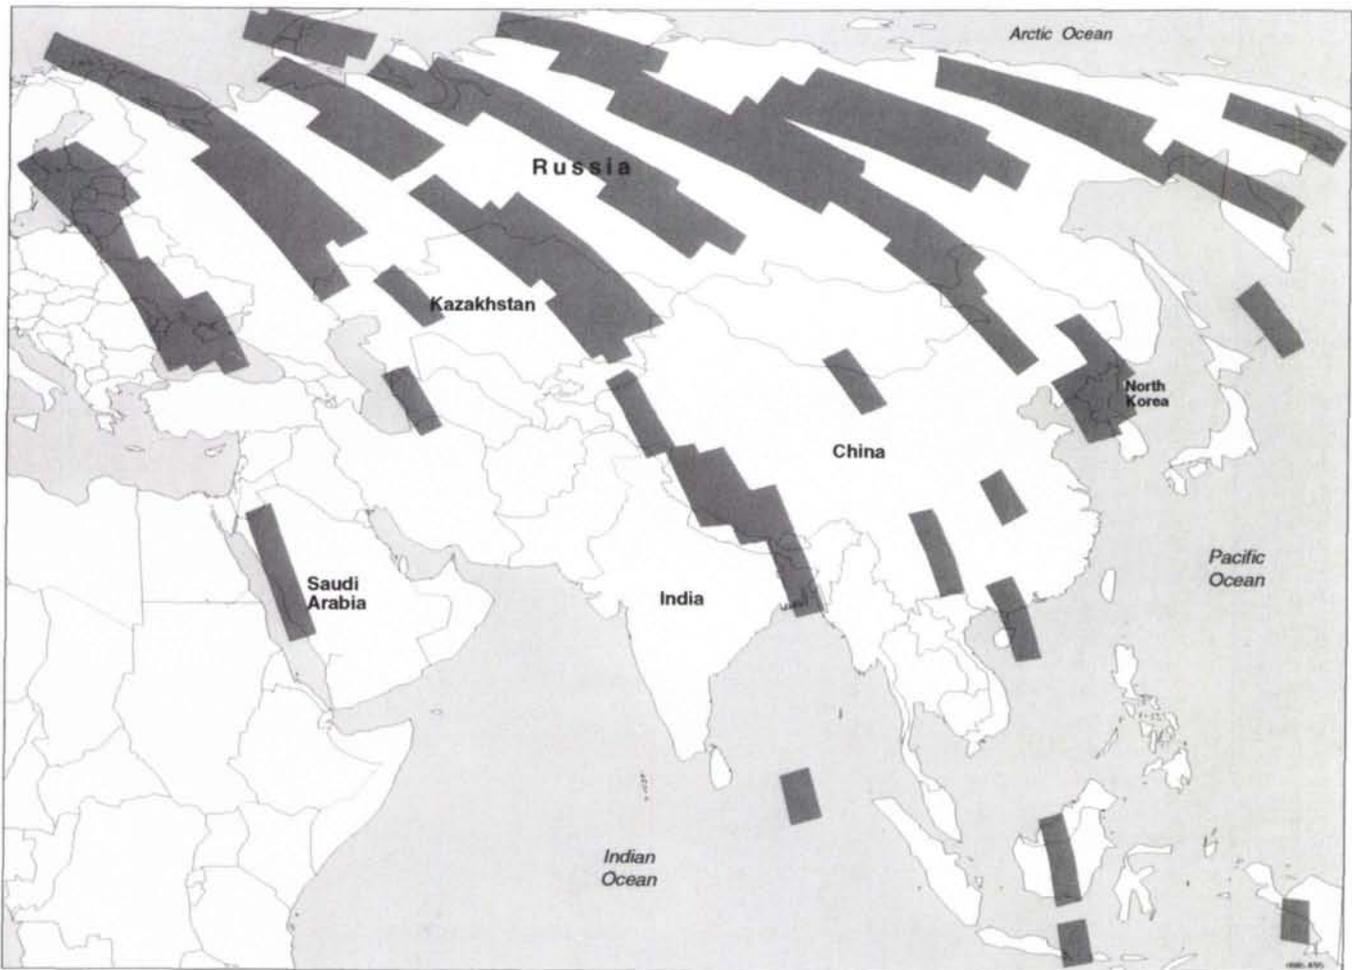 Arctic Ocean
Russia
Kazakhstan
North
Korea
China
Saudi
Arabia
India
Pacific
Ocean
Indian
Ocean